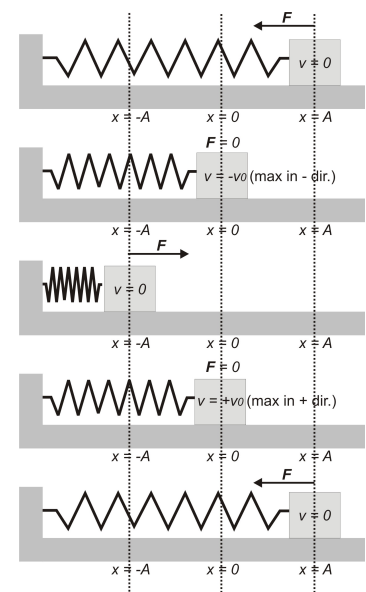 F
v = 0
x = -A x = 0 x = A
F = 0
v = -v0 (max in - dir.)
x = -A x = 0 x = A
F
v = 0
x = -A x = 0 x = A
F = 0
v = +v0 (max in + dir.)
x = -A x = 0 x = A
F
v = 0
x = -A x = 0 x = A